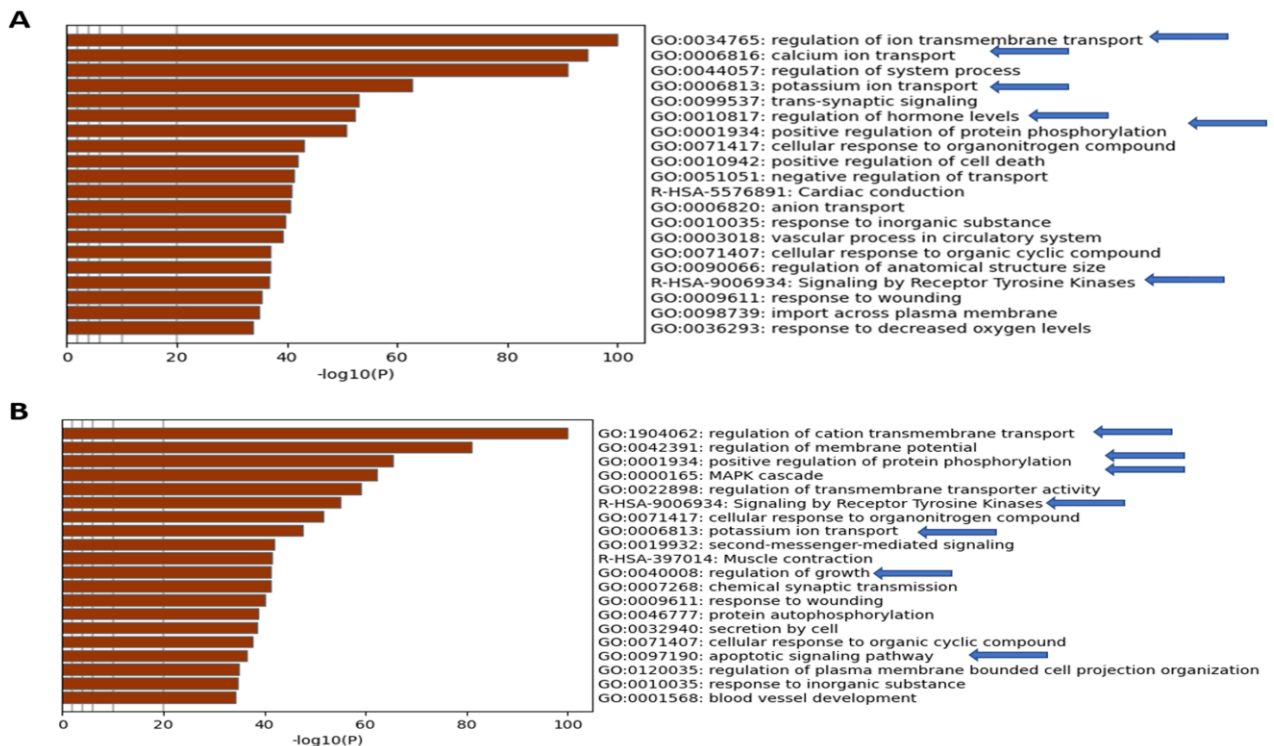 A
GO:0034765: regulation of ion transmembrane transport
GO:0006816: calcium ion transport
GO:0044057: regulation of system process
GO:0006813: potassium ion transport
GO:0099537: trans-synaptic signaling
GO:0010817: regulation of hormone levels
GO:0001934: positive regulation of protein phosphorylation
GO:0071417: cellular response to organonitrogen compound
GO:0010942: positive regulation of cell death
GO:0051051: negative regulation of transport
R-HSA-5576891: Cardiac conduction
GO:0006820: anion transport
GO:0010035: response to inorganic substance
GO:0003018: vascular process in circulatory system
GO:0071407: cellular response to organic cyclic compound
GO:0090066: regulation of anatomical structure size
R-HSA-9006934: Signaling by Receptor Tyrosine Kinases
GO:0009611: response to wounding
GO:0098739: import across plasma membrane
GO:0036293: response to decreased oxygen levels
0 20 40 60 80 100
-log10(P)
B
GO:1904062: regulation of cation transmembrane transport
GO:0042391: regulation of membrane potential
GO:0001934: positive regulation of protein phosphorylation
GO:0000165: MAPK cascade
GO:0022898: regulation of transmembrane transporter activity
R-HSA-9006934: Signaling by Receptor Tyrosine Kinases
GO:0071417: cellular response to organonitrogen compound
GO:0006813: potassium ion transport
GO:0019932: second-messenger-mediated signaling
R-HSA-397014: Muscle contraction
GO:0040008: regulation of growth
GO:0007268: chemical synaptic transmission
GO:0009611: response to wounding
GO:0046777: protein autophosphorylation
GO:0032940: secretion by cell
GO:0071407: cellular response to organic cyclic compound
GO:0097190: apoptotic signaling pathway
GO:0120035: regulation of plasma membrane bounded cell projection organization
GO:0010035: response to inorganic substance
GO:0001568: blood vessel development
0 20 40 60 80 100
-log10(P)